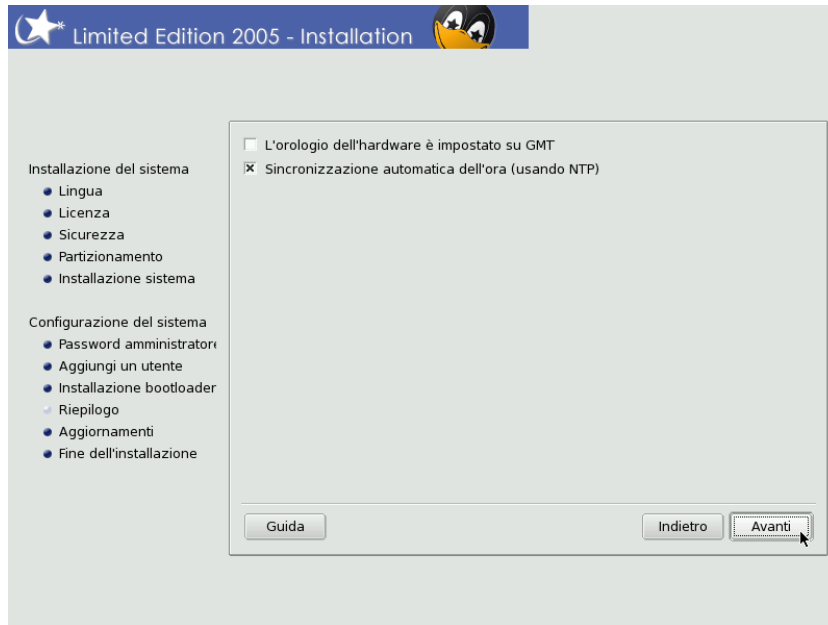 Limited Edition 2005 - Installation
L'orologio dell'hardware è impostato su GMT
Sincronizzazione automatica dell'ora (usando NTP)
Installazione del sistema
Lingua
Licenza
Sicurezza
Partizionamento
Installazione sistema
Configurazione del sistema
Password amministratore
Aggiungi un utente
Installazione bootloader
Riepilogo
Aggiornamenti
Fine dell'installazione
Guida
Indietro
Avanti